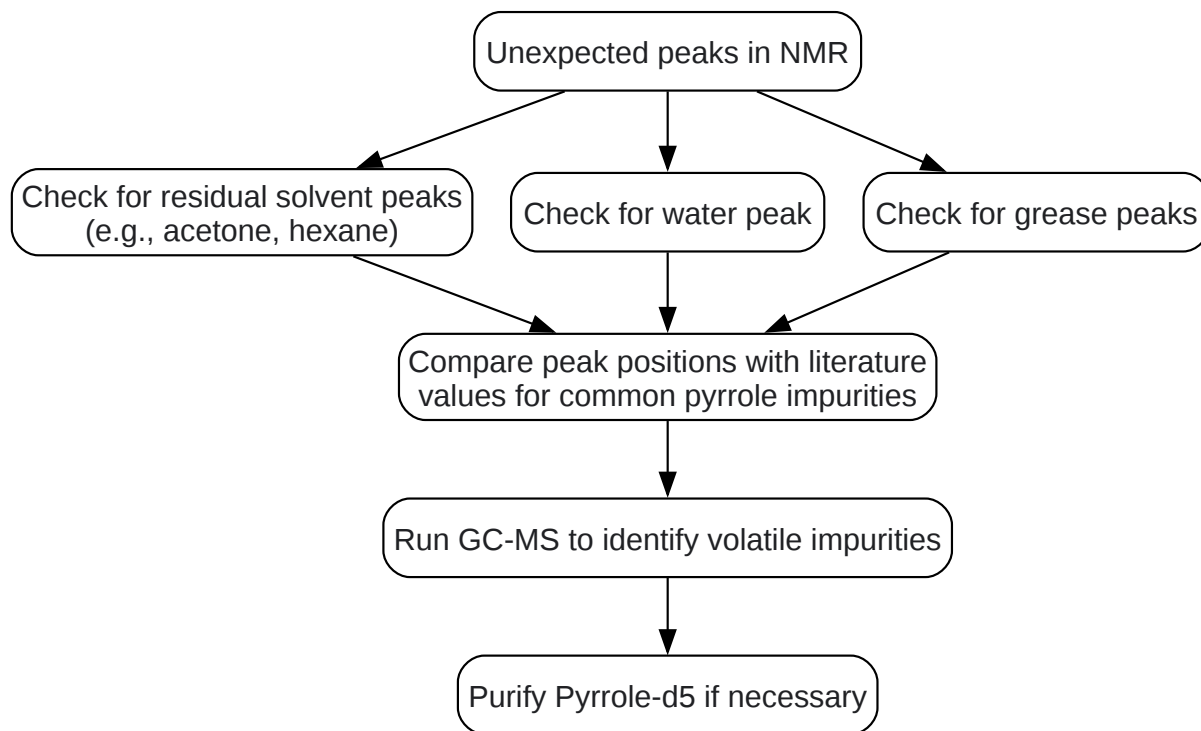 Unexpected peaks in NMR
Check for residual solvent peaks
(e.g., acetone, hexane)
Check for water peak
Check for grease peaks
Compare peak positions with literature
values for common pyrrole impurities
Run GC-MS to identify volatile impurities
Purify Pyrrole-d5 if necessary